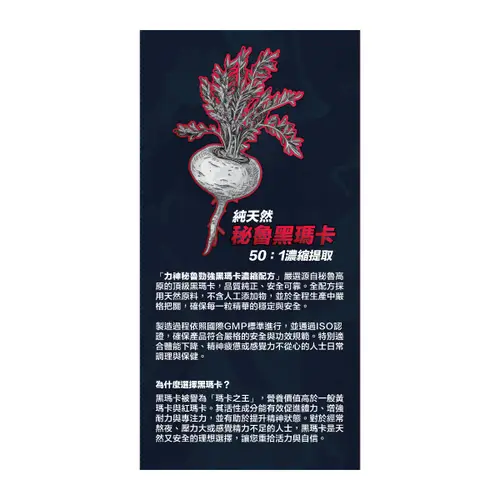 純天然
秘魯黑瑪卡
50：1濃縮提取
「力神秘魯勁強黑瑪卡濃縮配方」嚴選源自秘魯高
原的頂級黑瑪卡，品質純正、安全可靠。全配方採
用天然原料，不含人工添加物，並於全程生產中嚴
格把關，確保每一粒精華的穩定與安全。
製造過程依照國際GMP標準進行，並通過ISO認
證，確保產品符合嚴格的安全與功效規範。特別適
合體能下降、精神疲憊或感覺力不從心的人士日常
調理與保健。
為什麼選擇黑瑪卡？
黑瑪卡被譽為「瑪卡之王」，營養價值高於一般黃
瑪卡與紅瑪卡。其活性成分能有效促進體力、增強
耐力與專注力，並有助於提升精神狀態。對於經常
熬夜、壓力大或感覺精力不足的人士，黑瑪卡是天
然又安全的理想選擇，讓您重拾活力與自信。